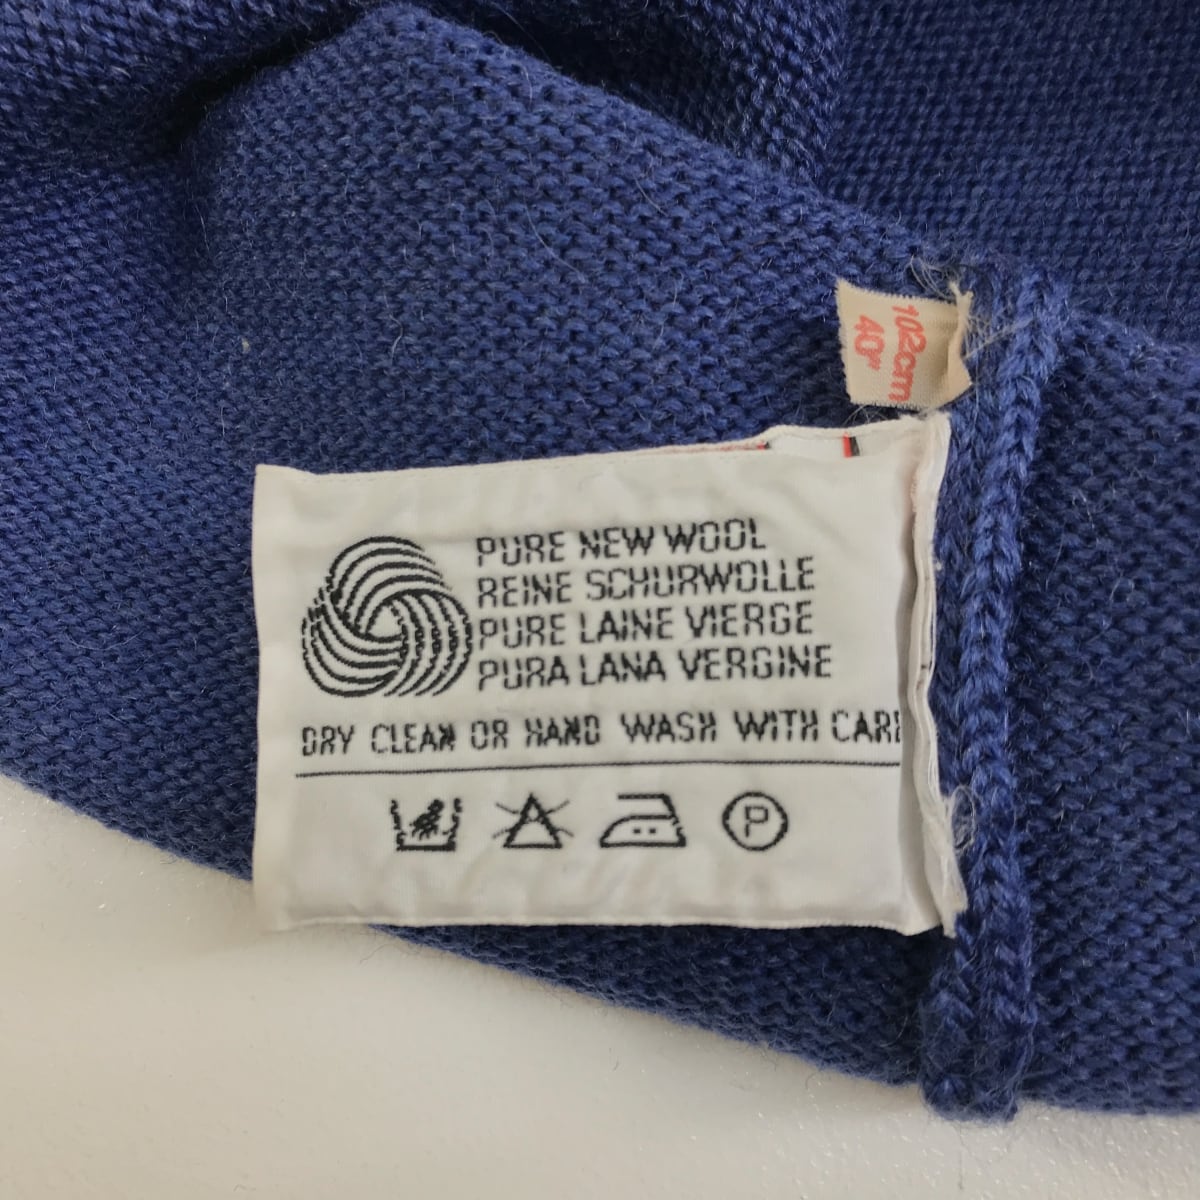 102cm
40"
PURE NEW WOOL
REINE SCHURWOLLE
PURE LAINE VIERGE
PURA LANA VERGINE
DRY CLEAN OR HAND WASH WITH CARE
P